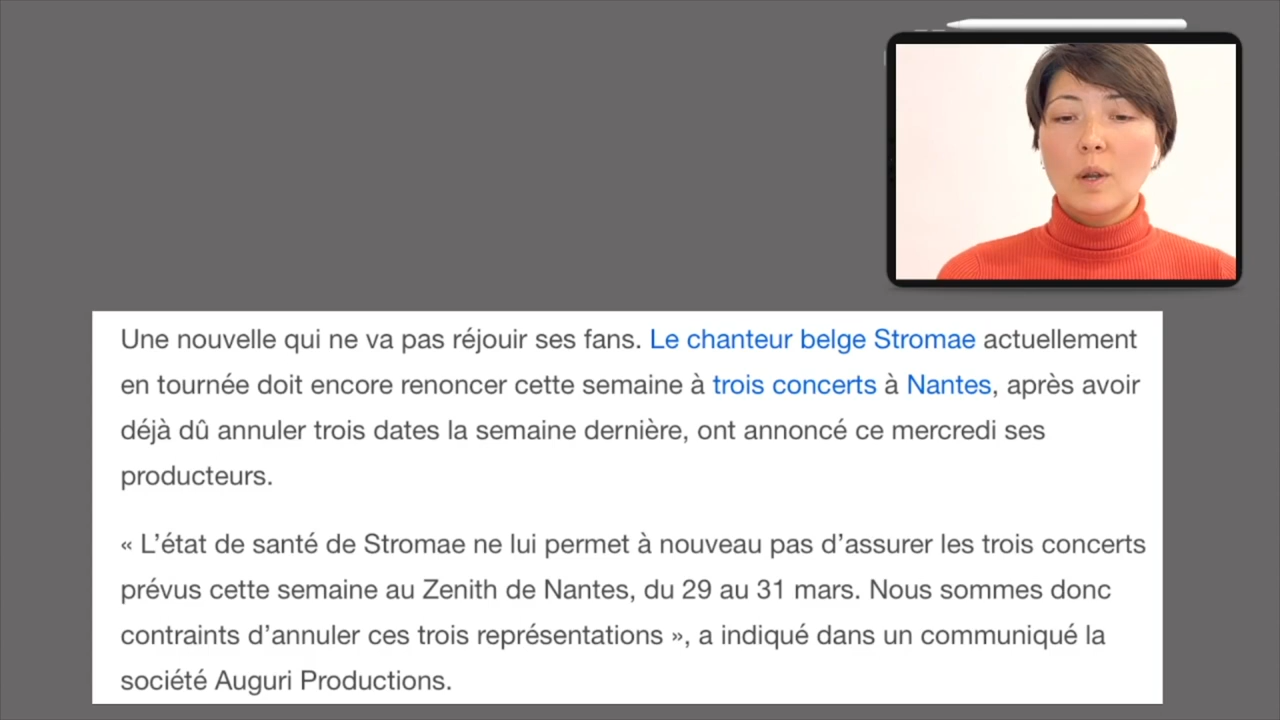 Une nouvelle qui ne va pas réjouir ses fans. Le chanteur belge Stromae actuellement
en tournée doit encore renoncer cette semaine à trois concerts à Nantes, après avoir
déjà dû annuler trois dates la semaine dernière, ont annoncé ce mercredi ses
producteurs.
« L’état de santé de Stromae ne lui permet à nouveau pas d’assurer les trois concerts
prévus cette semaine au Zenith de Nantes, du 29 au 31 mars. Nous sommes donc
contraints d’annuler ces trois représentations », a indiqué dans un communiqué la
société Auguri Productions.